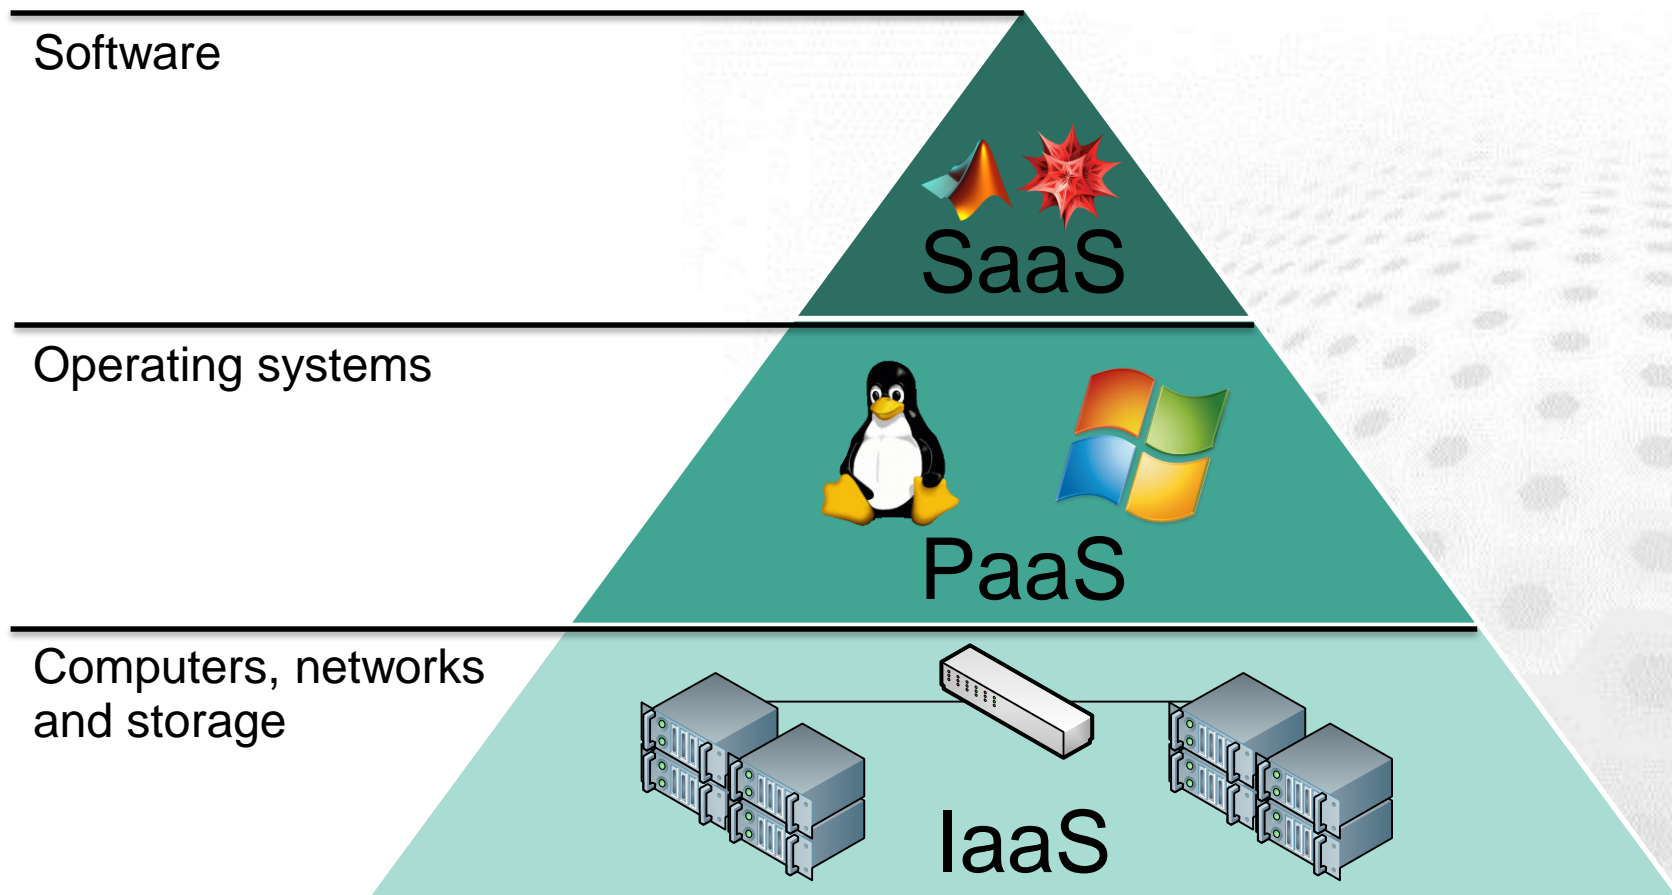 Software
SaaS
Operating systems
PaaS
Computers, networks
and storage
IaaS